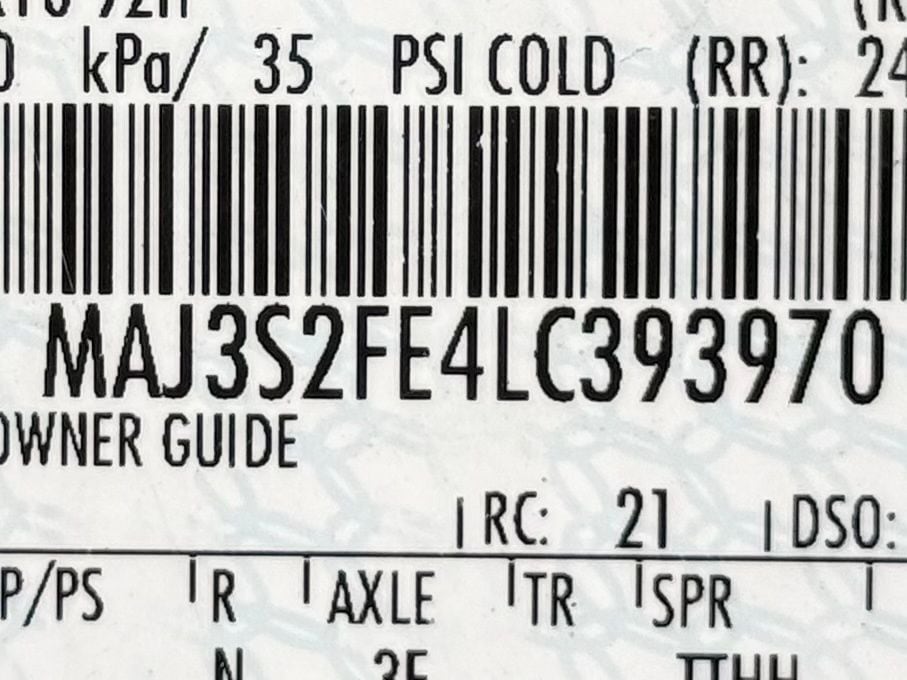 kPa/ 35 PSI COLD (RR): 24
MAJ3S2FE4LC393970
OWNER GUIDE
RC: 21 DSO:
P/PS R AXLE TR SPR